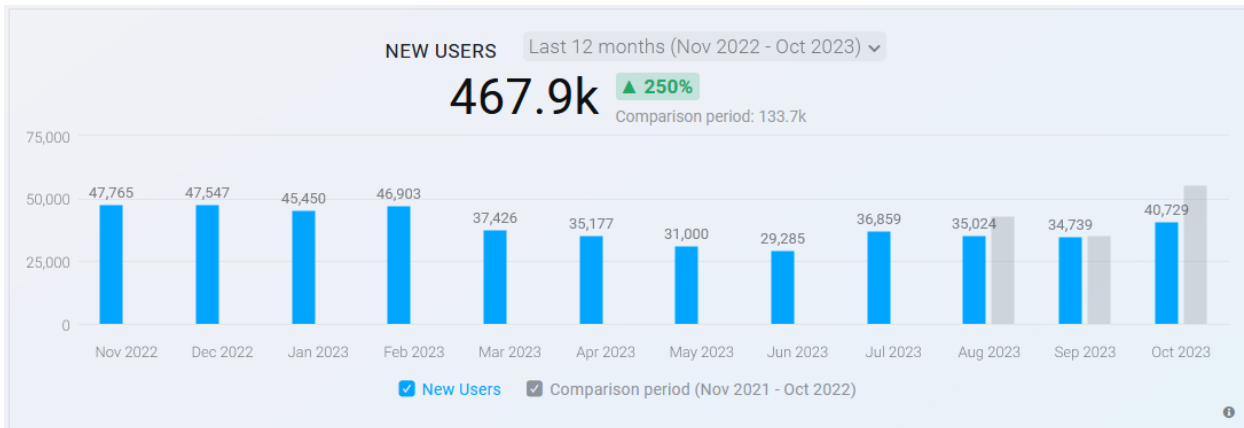 NEW USERS Last 12 months (Nov 2022 - Oct 2023)
467.9k ▲ 250%
Comparison period: 133.7k
75,000
50,000
25,000
0
47,765 47,547 45,450 46,903 37,426 35,177 31,000 29,285 36,859 35,024 34,739 40,729
Nov 2022 Dec 2022 Jan 2023 Feb 2023 Mar 2023 Apr 2023 May 2023 Jun 2023 Jul 2023 Aug 2023 Sep 2023 Oct 2023
New Users Comparison period (Nov 2021 - Oct 2022)